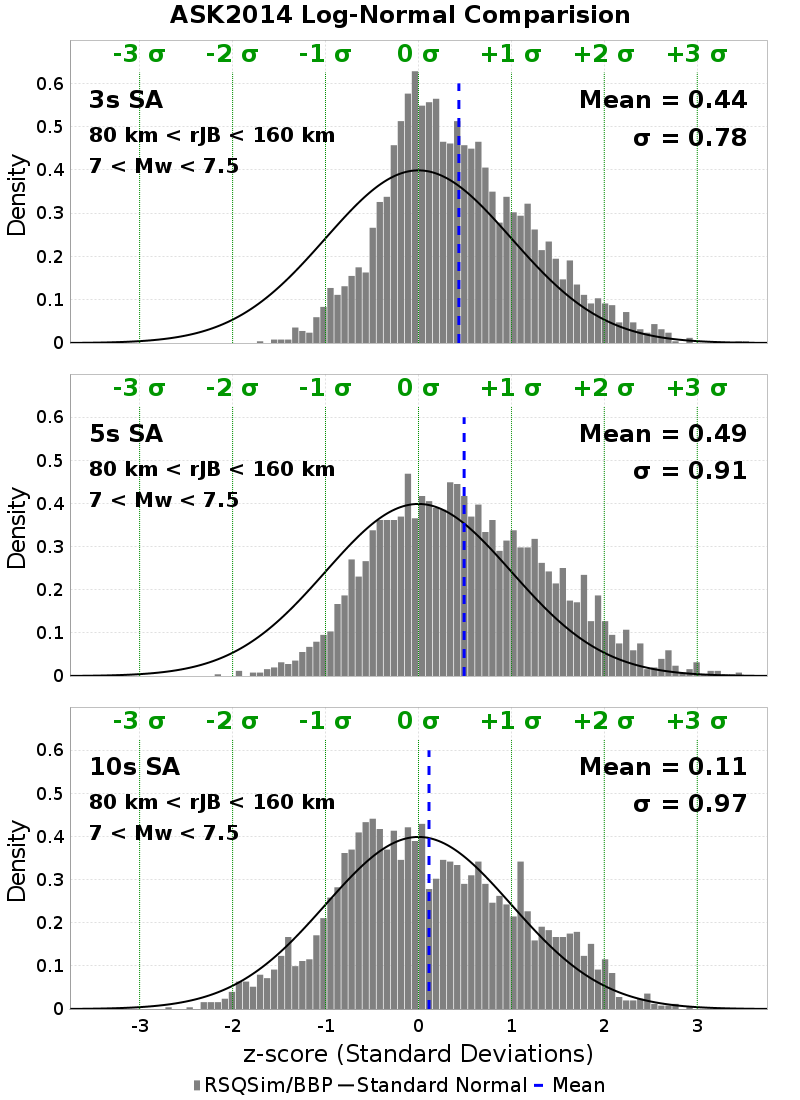 ASK2014 Log-Normal Comparision
-3 σ -2 σ -1 σ 0 σ +1 σ +2 σ +3 σ
0.6
0.5
0.4
0.3
0.2
0.1
0
Density
3s SA
80 km < rJB < 160 km
7 < Mw < 7.5
Mean = 0.44
σ = 0.78
-3 σ -2 σ -1 σ 0 σ +1 σ +2 σ +3 σ
0.6
0.5
0.4
0.3
0.2
0.1
0
Density
5s SA
80 km < rJB < 160 km
7 < Mw < 7.5
Mean = 0.49
σ = 0.91
-3 σ -2 σ -1 σ 0 σ +1 σ +2 σ +3 σ
0.6
0.5
0.4
0.3
0.2
0.1
0
Density
10s SA
80 km < rJB < 160 km
7 < Mw < 7.5
Mean = 0.11
σ = 0.97
-3 -2 -1 0 1 2 3
z-score (Standard Deviations)
RSQSim/BBP Standard Normal Mean